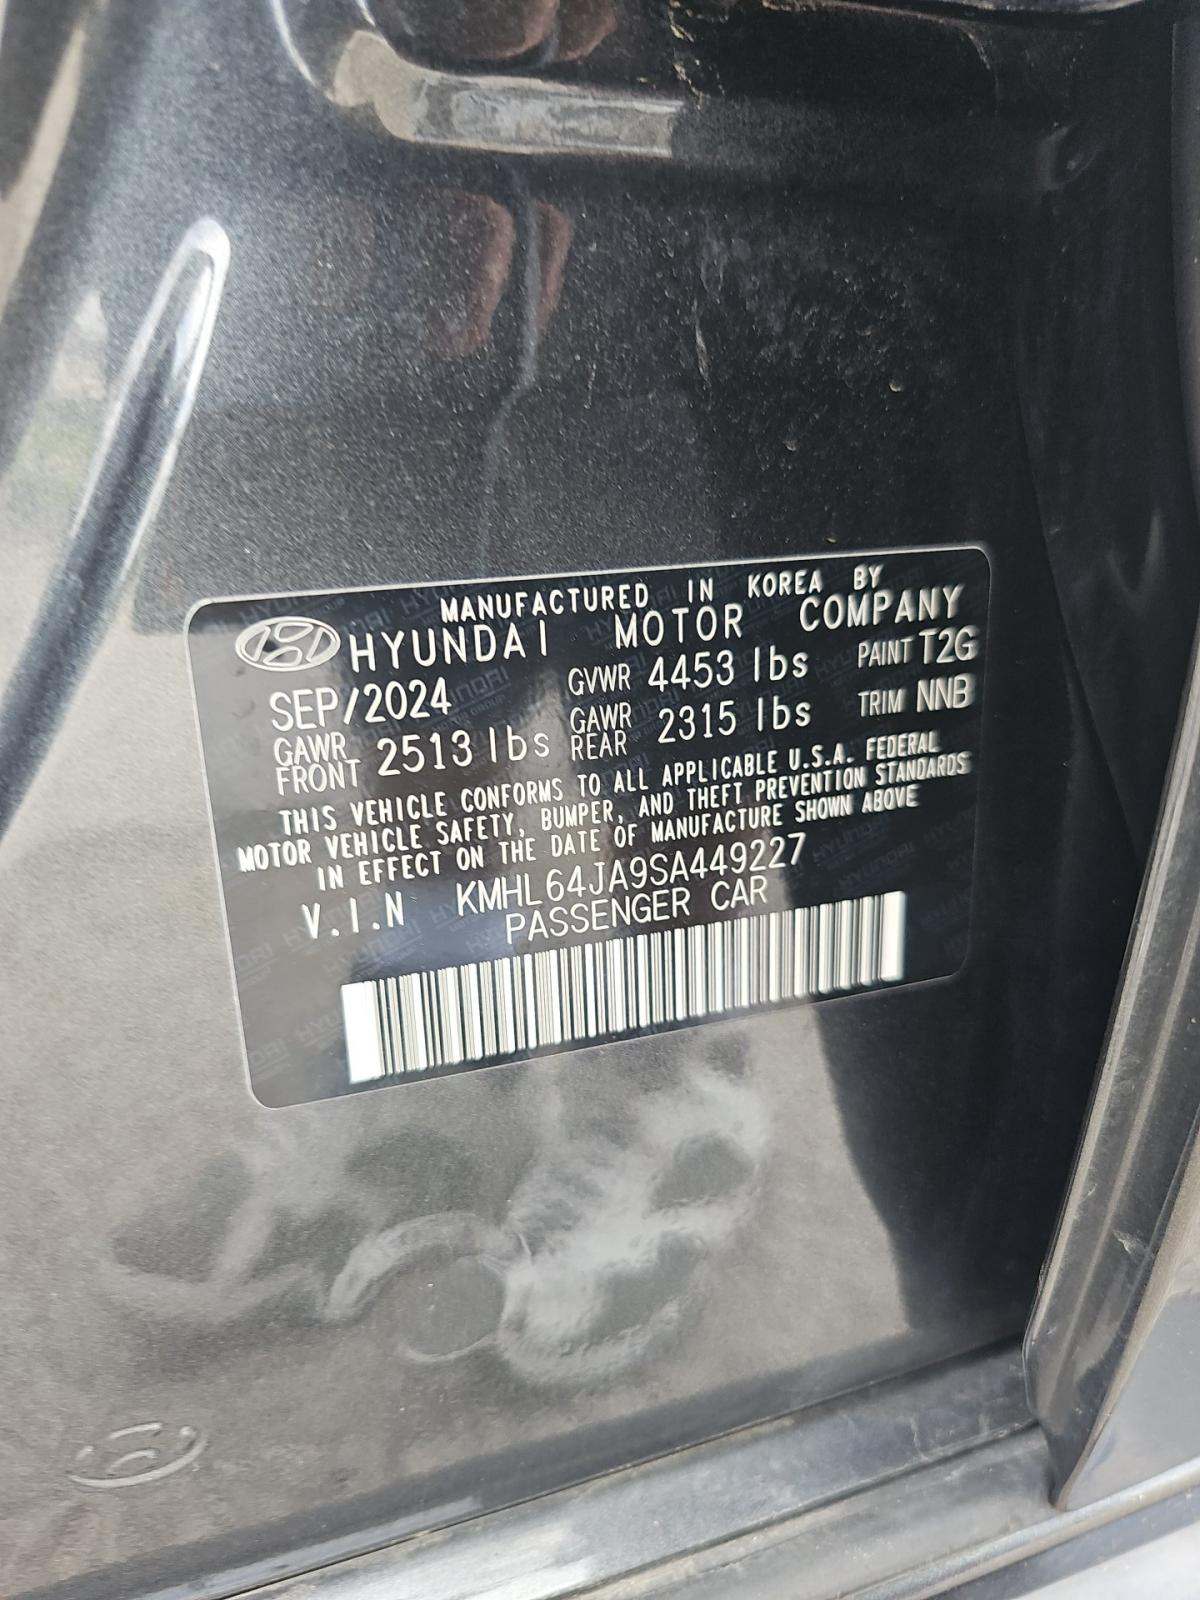 MANUFACTURED IN KOREA BY
HYUNDAI MOTOR COMPANY
SEP/2024 GVWR 4453 lbs PAINT T2G
GAWR FRONT 2513 lbs GAWR REAR 2315 lbs TRIM NNB
THIS VEHICLE CONFORMS TO ALL APPLICABLE U.S.A. FEDERAL
MOTOR VEHICLE SAFETY, BUMPER, AND THEFT PREVENTION STANDARDS
IN EFFECT ON THE DATE OF MANUFACTURE SHOWN ABOVE
V.I.N KMHL64JA9SA449227
PASSENGER CAR